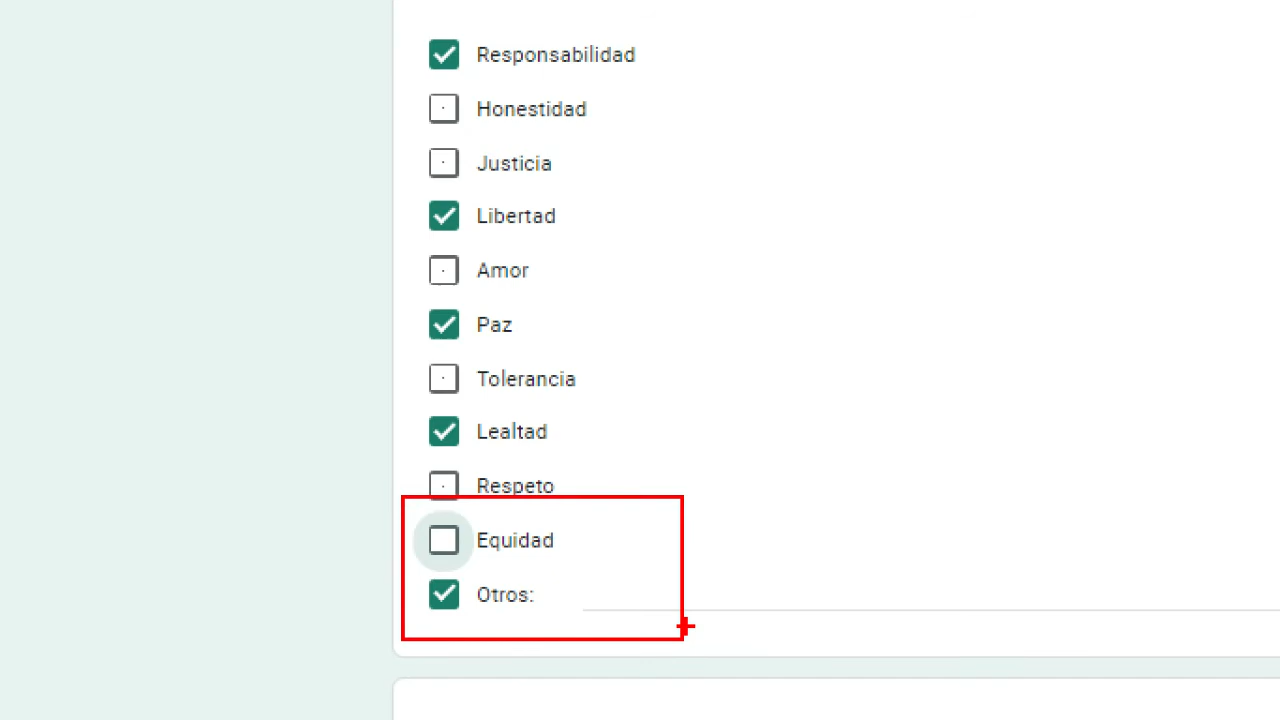 Responsabilidad
Honestidad
Justicia
Libertad
Amor
Paz
Tolerancia
Lealtad
Respeto
Equidad
Otros: